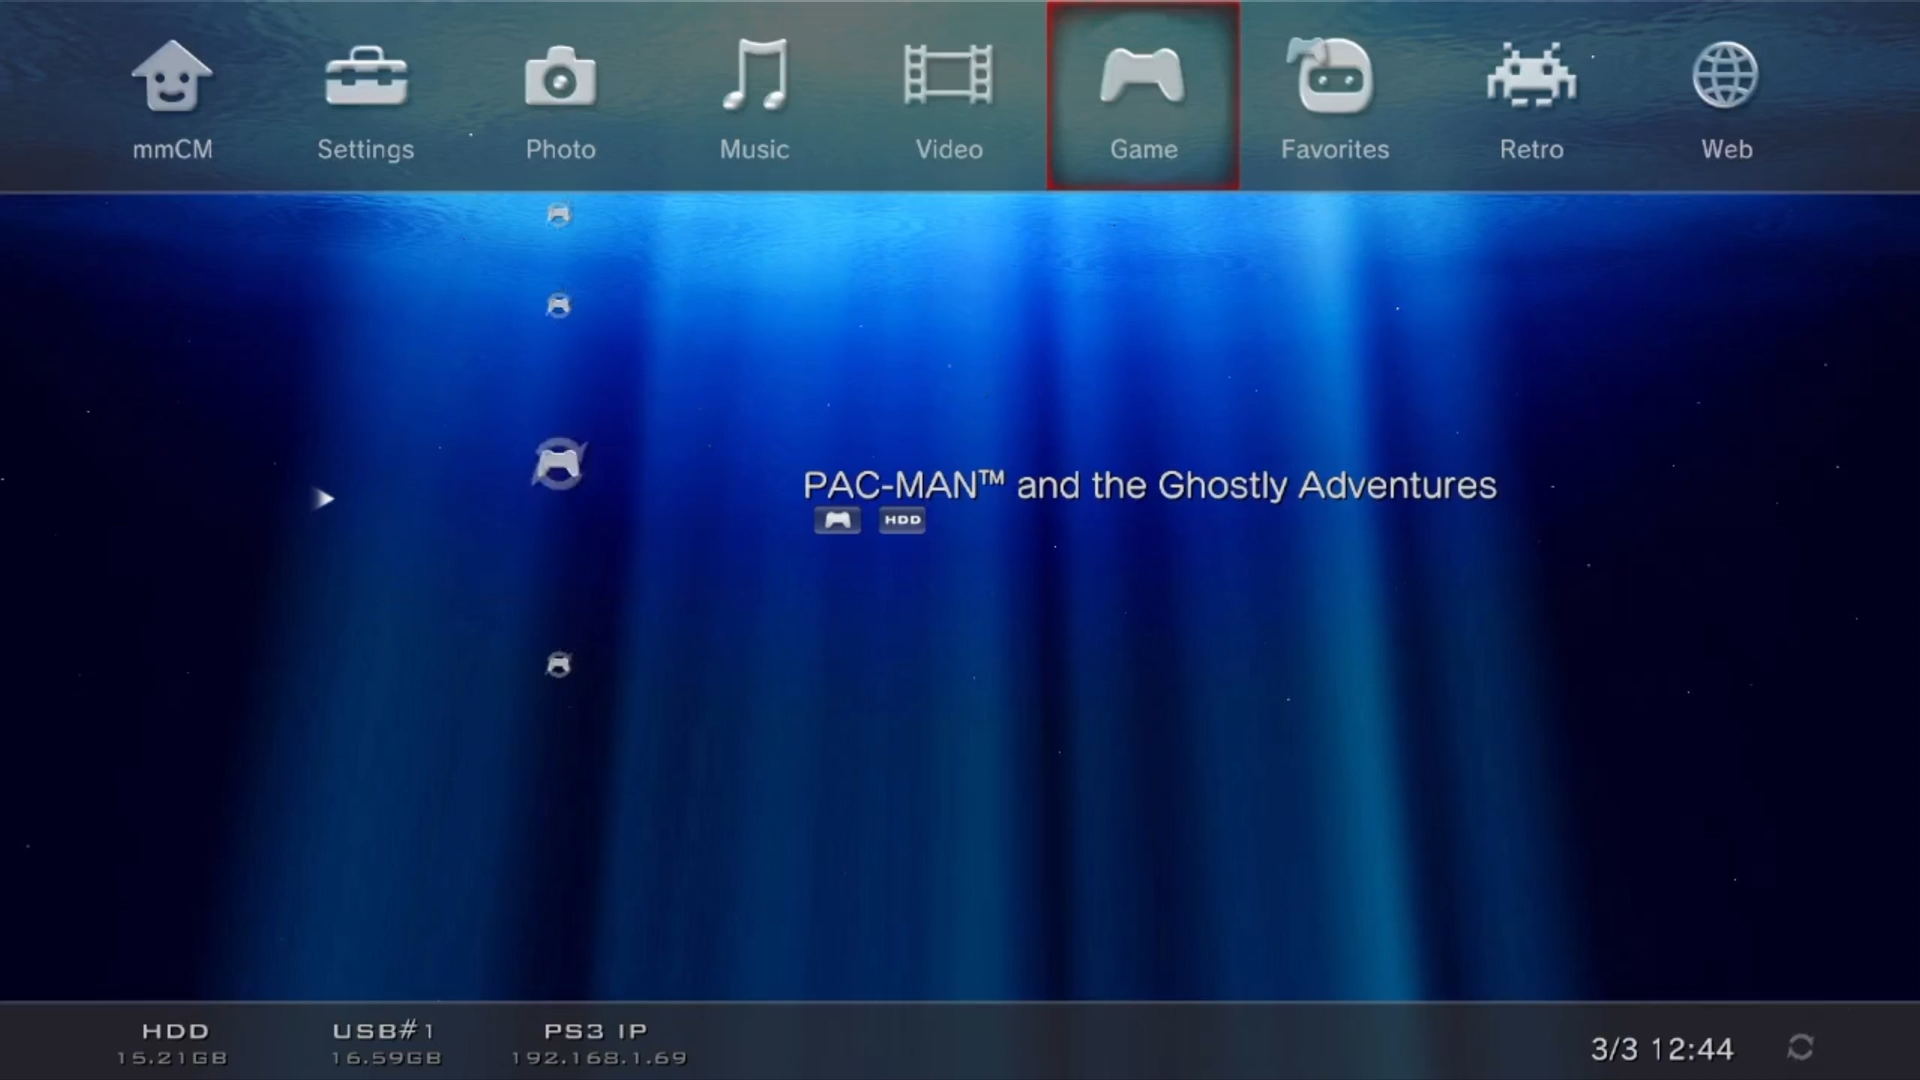 mmCM
Settings
Photo
Music
Video
Game
Favorites
Retro
Web
PAC-MAN™ and the Ghostly Adventures
HDD
HDD
15.21GB
USB#1
16.59GB
PS3 IP
192.168.1.69
3/3 12:44